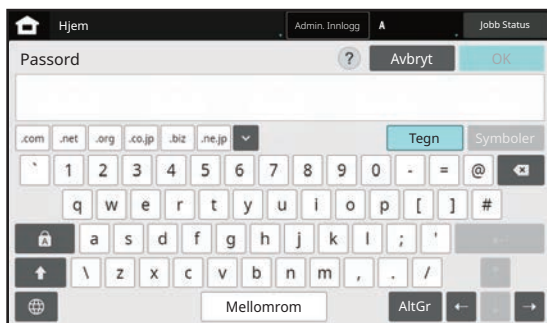 Hjem Admin. Innlogg A Jobb Status
Passord ? Avbryt OK
.com .net .org .co.jp .biz .ne.jp Tegn Symboler
` 1 2 3 4 5 6 7 8 9 0 - = @
q w e r t y u i o p [ ] #
A a s d f g h j k l ; '
\ z x c v b n m , . /
Mellomrom AltGr ← ↓ →